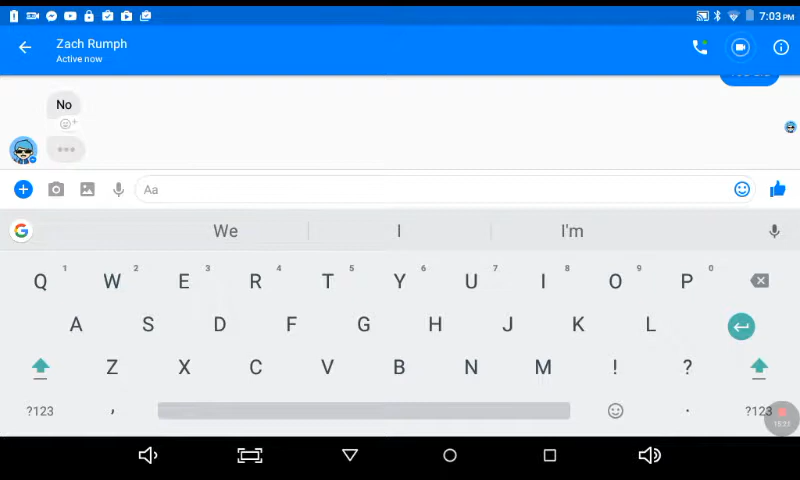 7:03 PM
Zach Rumph
Active now
No
Aa
We I I'm
1 2 3 4 5 6 7 8 9 0
Q W E R T Y U I O P
A S D F G H J K L
Z X C V B N M ! ?
?123 , . ?123